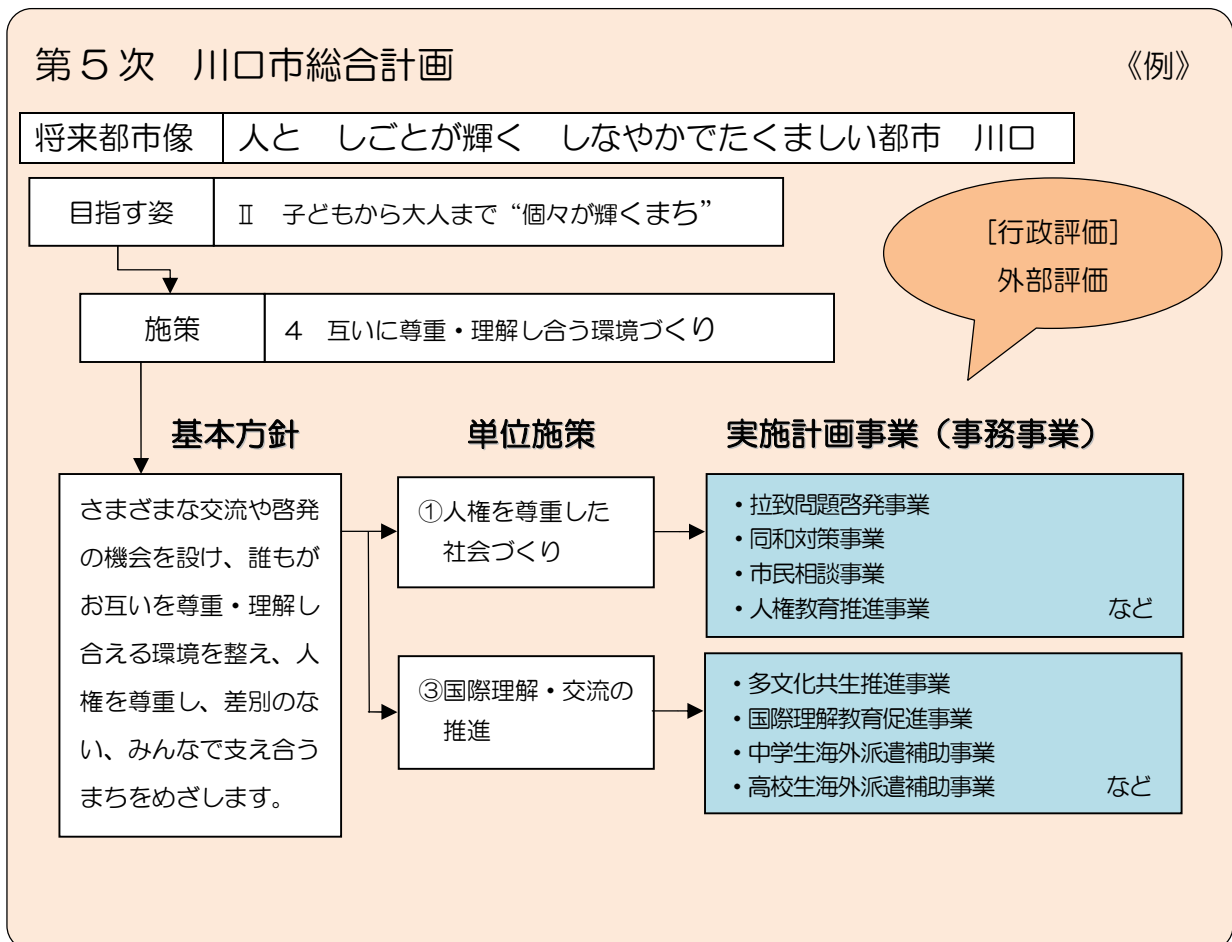 第５次　川口市総合計画
《例》
将来都市像
人と　しごとが輝く　しなやかでたくましい都市　川口
目指す姿
Ⅱ　子どもから大人まで“個々が輝くまち”
［行政評価］
外部評価
施策
４　互いに尊重・理解し合う環境づくり
基本方針
単位施策
実施計画事業（事務事業）
さまざまな交流や啓発
の機会を設け、誰もが
お互いを尊重・理解し
合える環境を整え、人
権を尊重し、差別のな
い、みんなで支え合う
まちをめざします。
①人権を尊重した
社会づくり
・拉致問題啓発事業
・同和対策事業
・市民相談事業
・人権教育推進事業　など
③国際理解・交流の
推進
・多文化共生推進事業
・国際理解教育促進事業
・中学生海外派遣補助事業
・高校生海外派遣補助事業　など